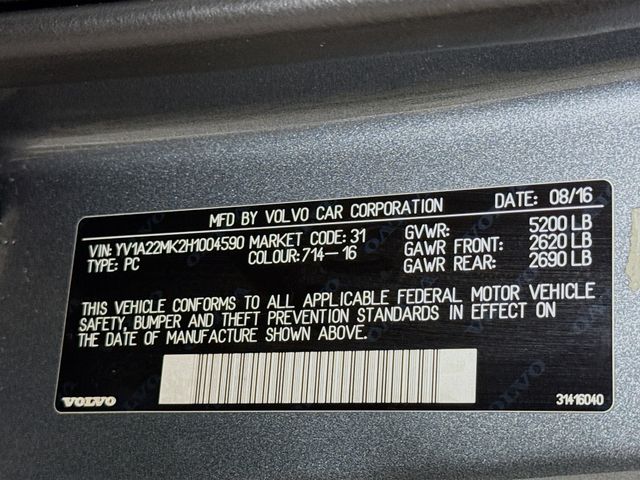 MFD BY VOLVO CAR CORPORATION DATE: 08/16
VIN: YV1A22MK2H1004590 MARKET CODE: 31 GVWR: 5200 LB
TYPE: PC COLOUR: 714-16 GAWR FRONT: 2620 LB
GAWR REAR: 2690 LB
THIS VEHICLE CONFORMS TO ALL APPLICABLE FEDERAL MOTOR VEHICLE
SAFETY, BUMPER AND THEFT PREVENTION STANDARDS IN EFFECT ON
THE DATE OF MANUFACTURE SHOWN ABOVE.
VOLVO 31416040